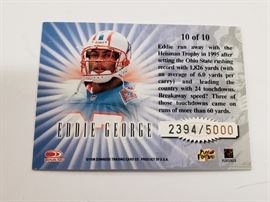 10 of 10
Eddie ran away with the
Heisman Trophy in 1995 after
setting the Ohio State rushing
record with 1,826 yards (with
an average of 6.0 yards per
carry) and leading the
country with 24 touchdowns.
Breakaway speed? Three of
those touchdowns came on
runs of more than 60 yards.
EDDIE GEORGE
2394/5000
PLAYERS